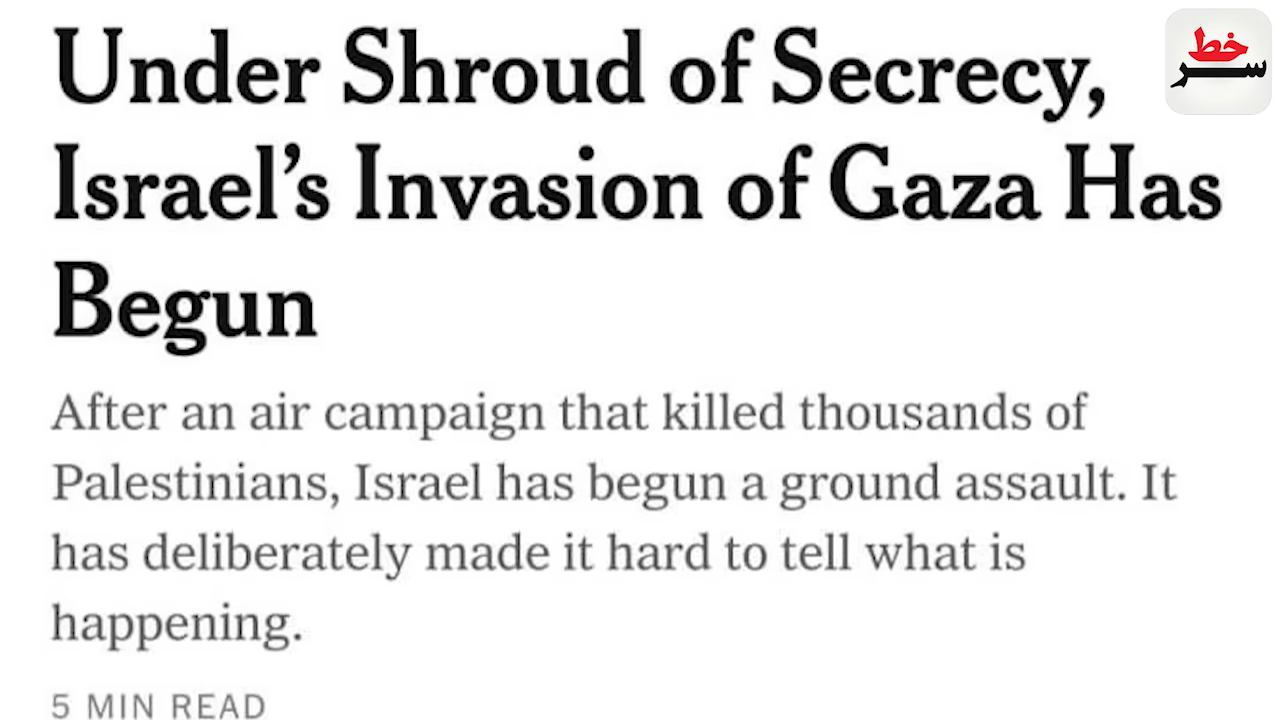 خط
سر
Under Shroud of Secrecy,
Israel’s Invasion of Gaza Has
Begun
After an air campaign that killed thousands of
Palestinians, Israel has begun a ground assault. It
has deliberately made it hard to tell what is
happening.
5 MIN READ